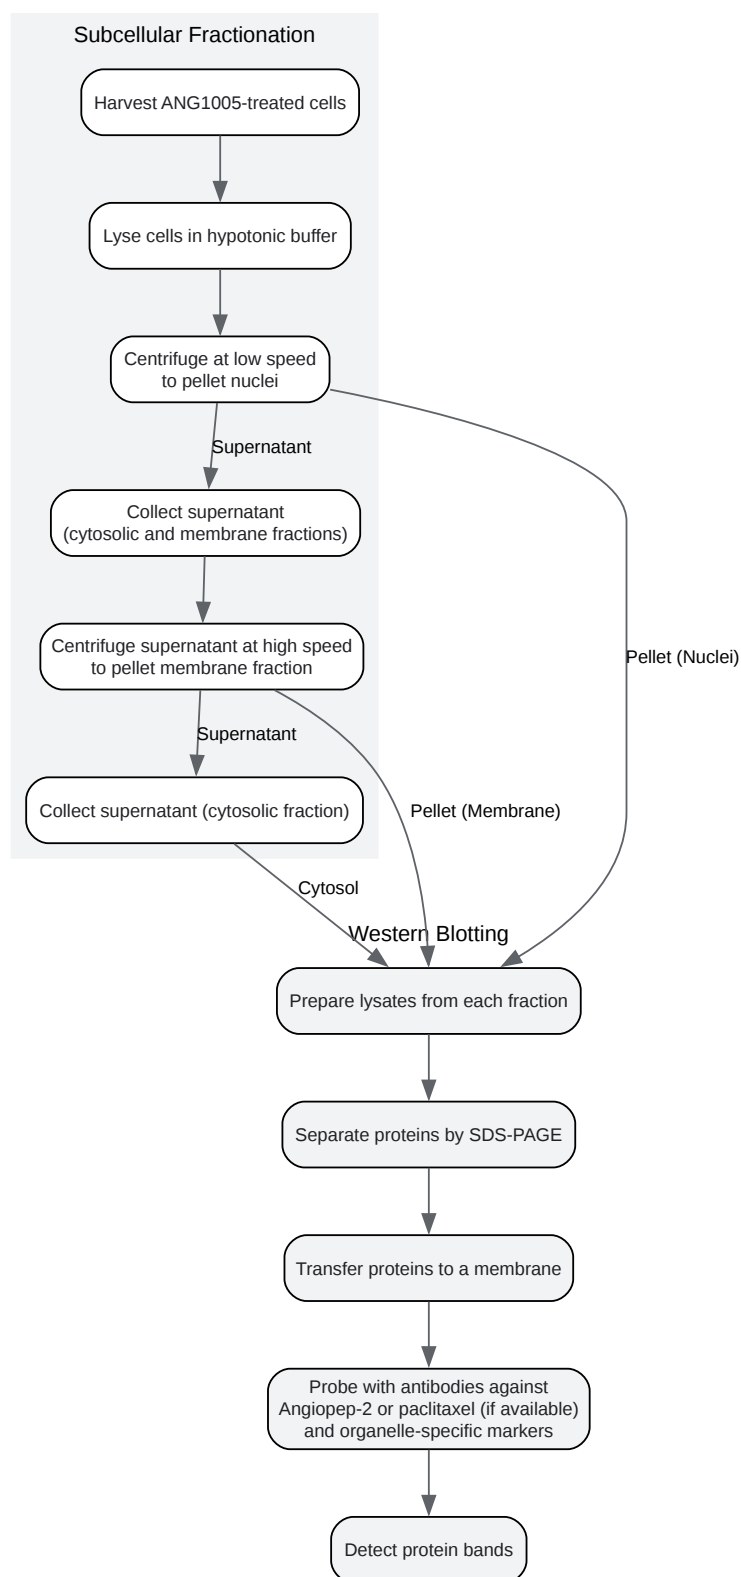 Subcellular Fractionation
Harvest ANG1005-treated cells
Lyse cells in hypotonic buffer
Centrifuge at low speed
to pellet nuclei
Supernatant
Collect supernatant
(cytosolic and membrane fractions)
Centrifuge supernatant at high speed
to pellet membrane fraction
Pellet (Nuclei)
Supernatant
Collect supernatant (cytosolic fraction)
Pellet (Membrane)
Cytosol
Western Blotting
Prepare lysates from each fraction
Separate proteins by SDS-PAGE
Transfer proteins to a membrane
Probe with antibodies against
Angiopep-2 or paclitaxel (if available)
and organelle-specific markers
Detect protein bands